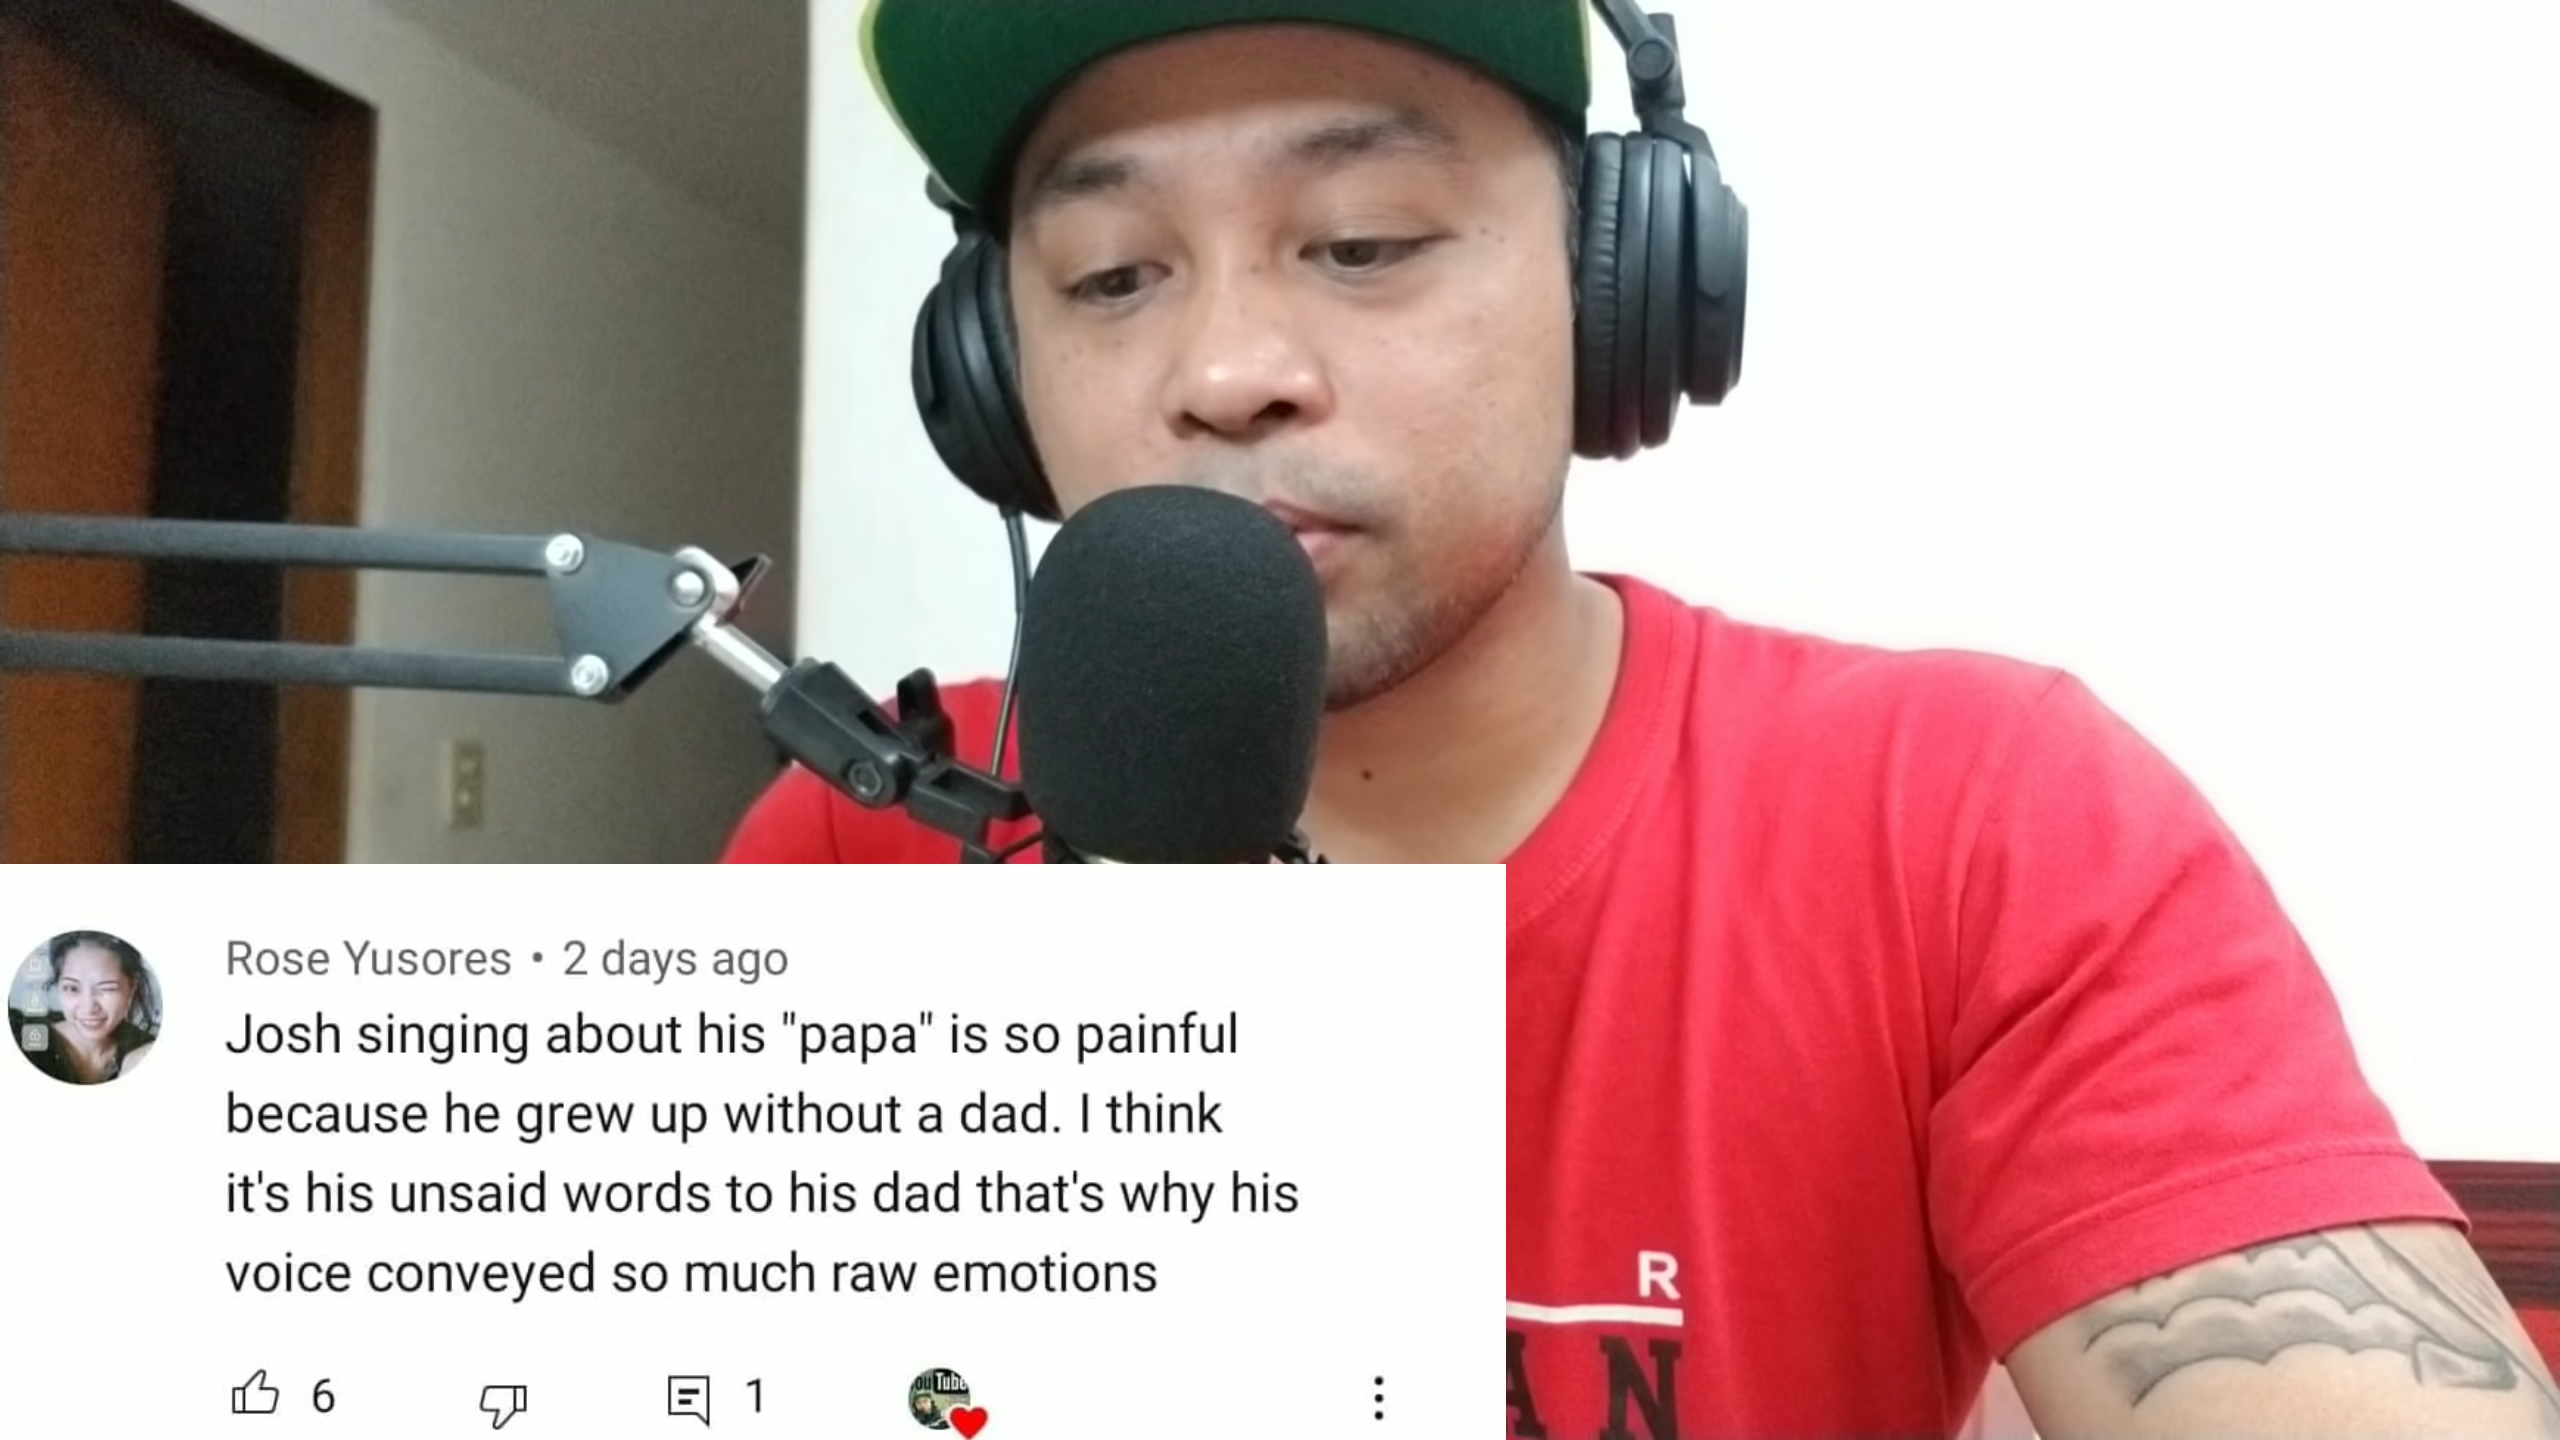 Rose Yusores • 2 days ago
Josh singing about his "papa" is so painful
because he grew up without a dad. I think
it's his unsaid words to his dad that's why his
voice conveyed so much raw emotions
6
1
ouTube
R
AN